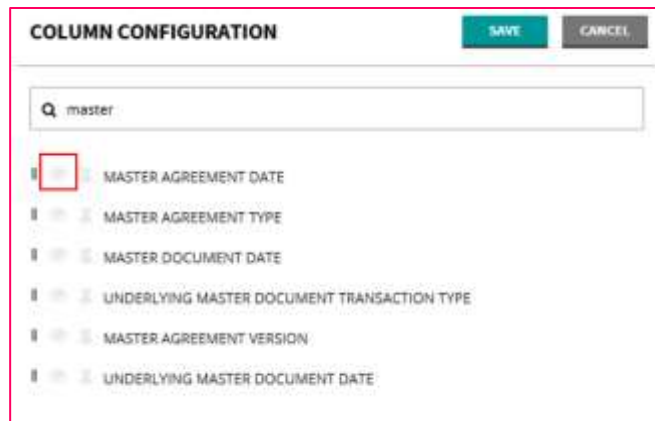 COLUMN CONFIGURATION SAVE CANCEL
master
MASTER AGREEMENT DATE
MASTER AGREEMENT TYPE
MASTER DOCUMENT DATE
UNDERLYING MASTER DOCUMENT TRANSACTION TYPE
MASTER AGREEMENT VERSION
UNDERLYING MASTER DOCUMENT DATE